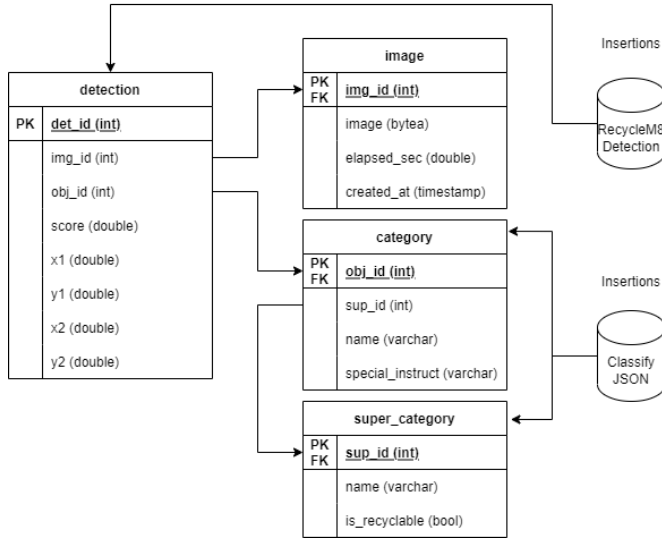 detection
PK det_id (int)
img_id (int)
obj_id (int)
score (double)
x1 (double)
y1 (double)
x2 (double)
y2 (double)
image
PK
FK
img_id (int)
image (bytea)
elapsed_sec (double)
created_at (timestamp)
category
PK
FK
obj_id (int)
sup_id (int)
name (varchar)
special_instruct (varchar)
super_category
PK
FK
sup_id (int)
name (varchar)
is_recyclable (bool)
Insertions
RecycleM8
Detection
Insertions
Classify
JSON